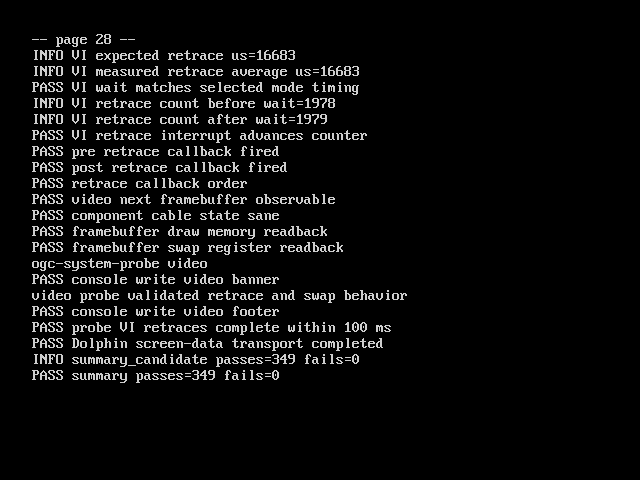 -- page 28 --
INFO VI expected retrace us=16683
INFO VI measured retrace average us=16683
PASS VI wait matches selected mode timing
INFO VI retrace count before wait=1978
INFO VI retrace count after wait=1979
PASS VI retrace interrupt advances counter
PASS pre retrace callback fired
PASS post retrace callback fired
PASS retrace callback order
PASS video next framebuffer observable
PASS component cable state sane
PASS framebuffer draw memory readback
PASS framebuffer swap register readback
ogc-system-probe video
PASS console write video banner
video probe validated retrace and swap behavior
PASS console write video footer
PASS probe VI retraces complete within 100 ms
PASS Dolphin screen-data transport completed
INFO summary_candidate passes=349 fails=0
PASS summary passes=349 fails=0